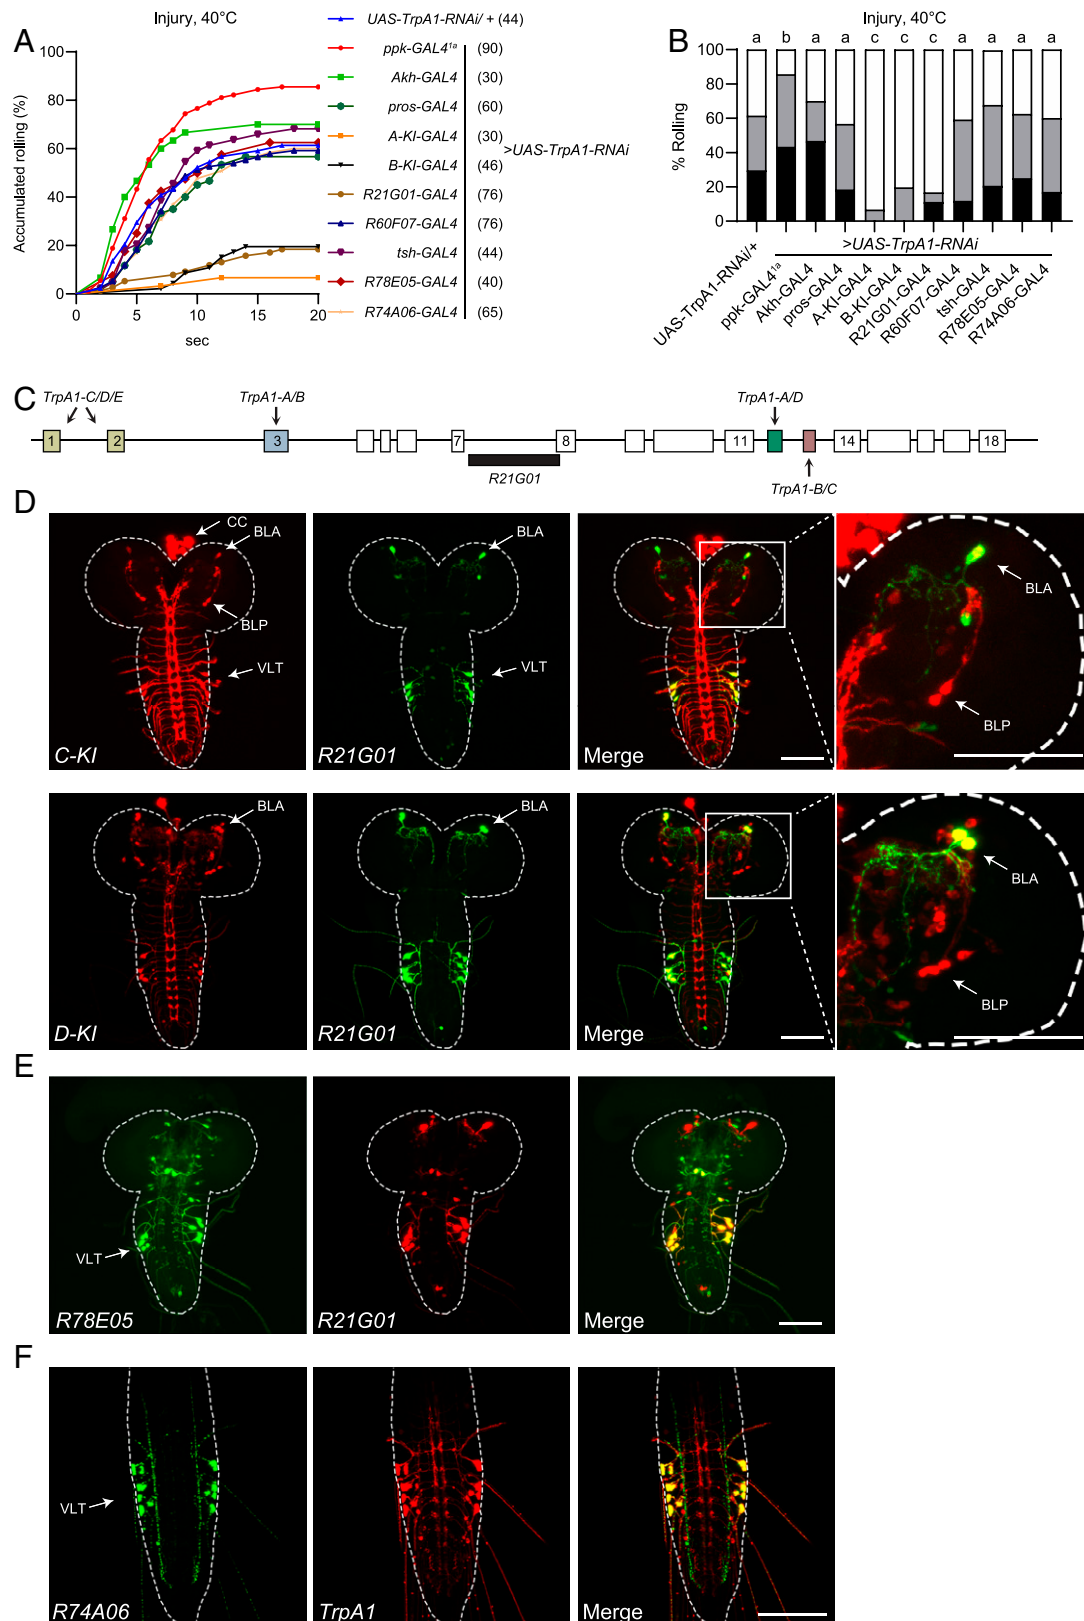 A
Injury, 40°C
Accumulated rolling (%)
100
80
60
40
20
0
0 5 10 15 20
sec
UAS-TrpA1-RNAi/ + (44)
ppk-GAL4¹ᵃ (90)
Akh-GAL4 (30)
pros-GAL4 (60)
A-KI-GAL4 (30)
B-KI-GAL4 (46)
R21G01-GAL4 (76)
R60F07-GAL4 (76)
tsh-GAL4 (44)
R78E05-GAL4 (40)
R74A06-GAL4 (65)
>UAS-TrpA1-RNAi
B
Injury, 40°C
a b a a c c c a a a a
% Rolling
100
80
60
40
20
0
UAS-TrpA1-RNAi/+
ppk-GAL4¹ᵃ
Akh-GAL4
pros-GAL4
A-KI-GAL4
B-KI-GAL4
R21G01-GAL4
R60F07-GAL4
tsh-GAL4
R78E05-GAL4
R74A06-GAL4
>UAS-TrpA1-RNAi
C
TrpA1-C/D/E
TrpA1-A/B
TrpA1-A/D
1 2 3 7 8 11 14 18
R21G01
TrpA1-B/C
D
CC
BLA
BLP
VLT
C-KI
BLA
VLT
R21G01
Merge
BLA
BLP
BLA
D-KI
BLA
R21G01
Merge
BLA
BLP
E
VLT
R78E05
R21G01
Merge
F
VLT
R74A06
TrpA1
Merge